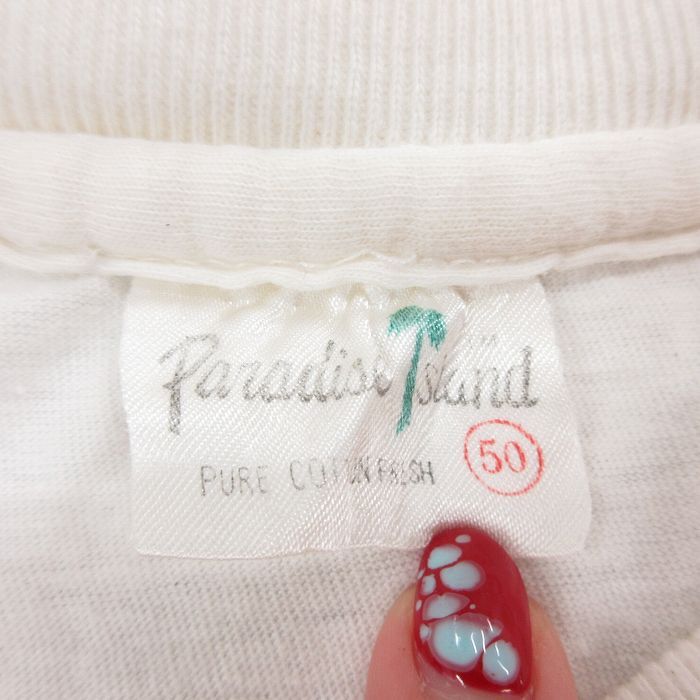 Paradise Island
PURE COTTON FRESH
50